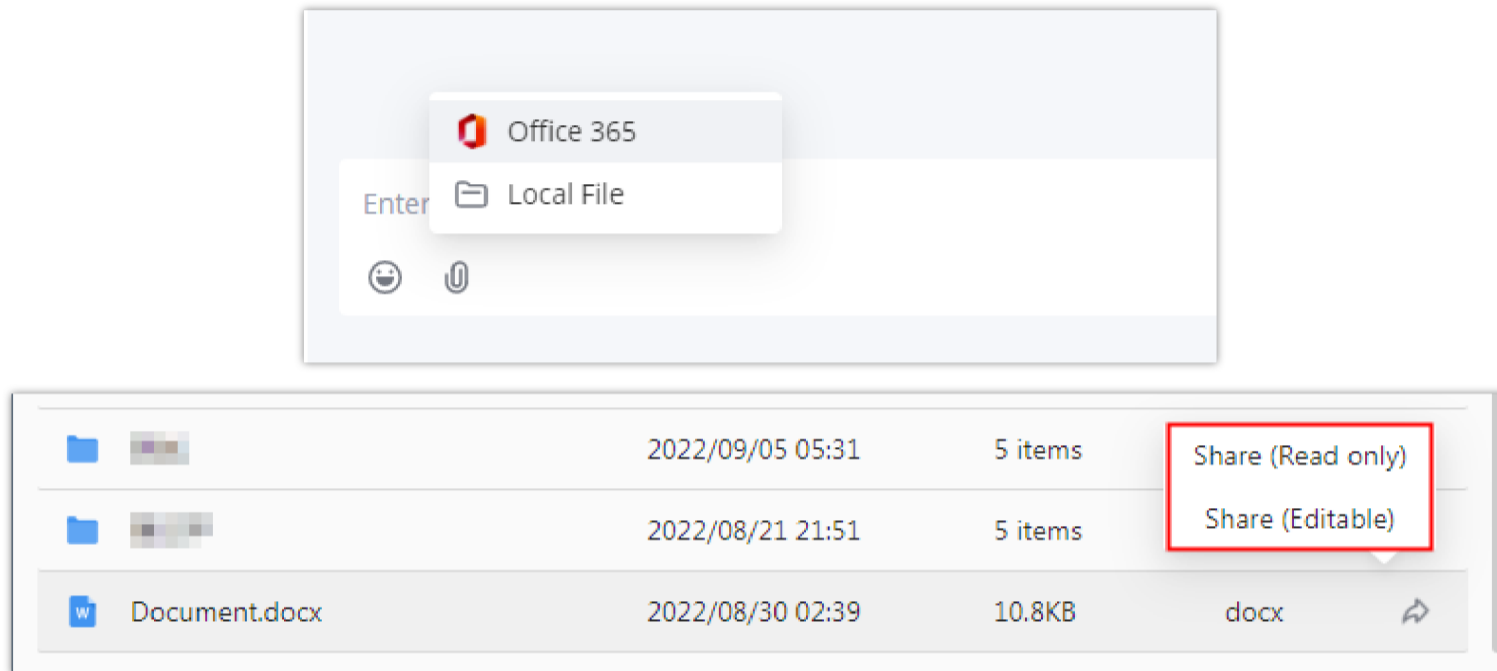 Office 365
Local File
Enter
2022/09/05 05:31 5 items
Share (Read only)
2022/08/21 21:51 5 items
Share (Editable)
W Document.docx 2022/08/30 02:39 10.8KB docx